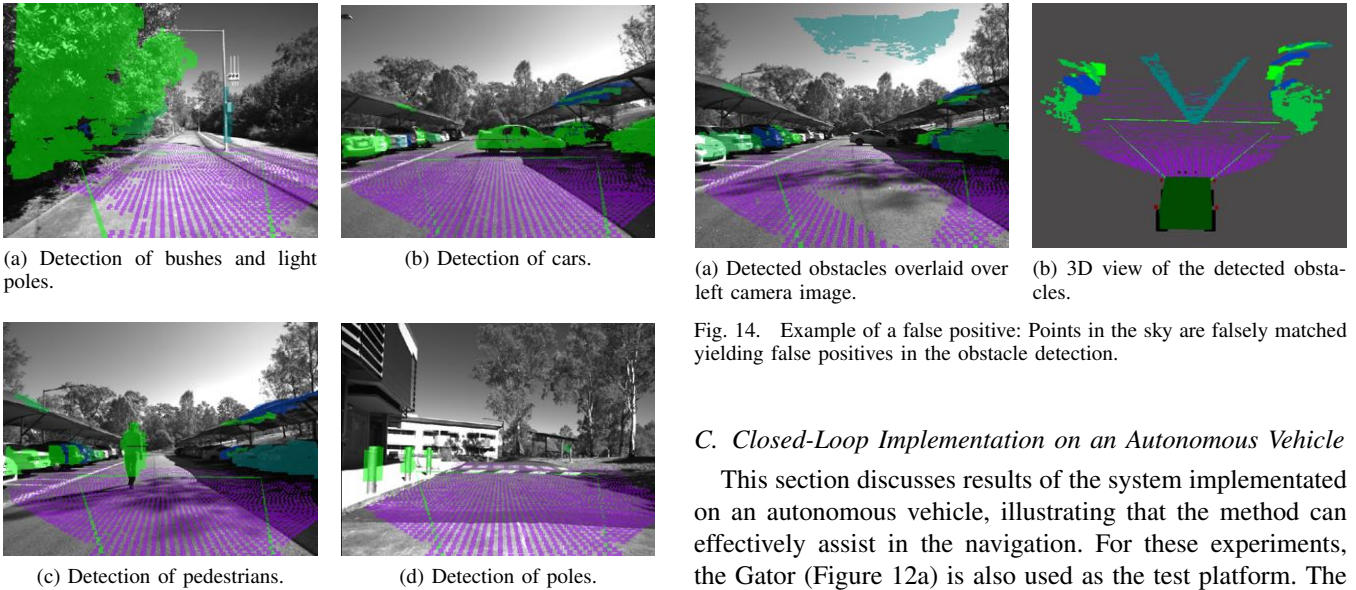 (a) Detection of bushes and light
poles.
(b) Detection of cars.
(c) Detection of pedestrians.
(d) Detection of poles.
(a) Detected obstacles overlaid over
left camera image.
(b) 3D view of the detected obsta-
cles.
Fig. 14. Example of a false positive: Points in the sky are falsely matched
yielding false positives in the obstacle detection.
C. Closed-Loop Implementation on an Autonomous Vehicle
This section discusses results of the system implementated
on an autonomous vehicle, illustrating that the method can
effectively assist in the navigation. For these experiments,
the Gator (Figure 12a) is also used as the test platform. The